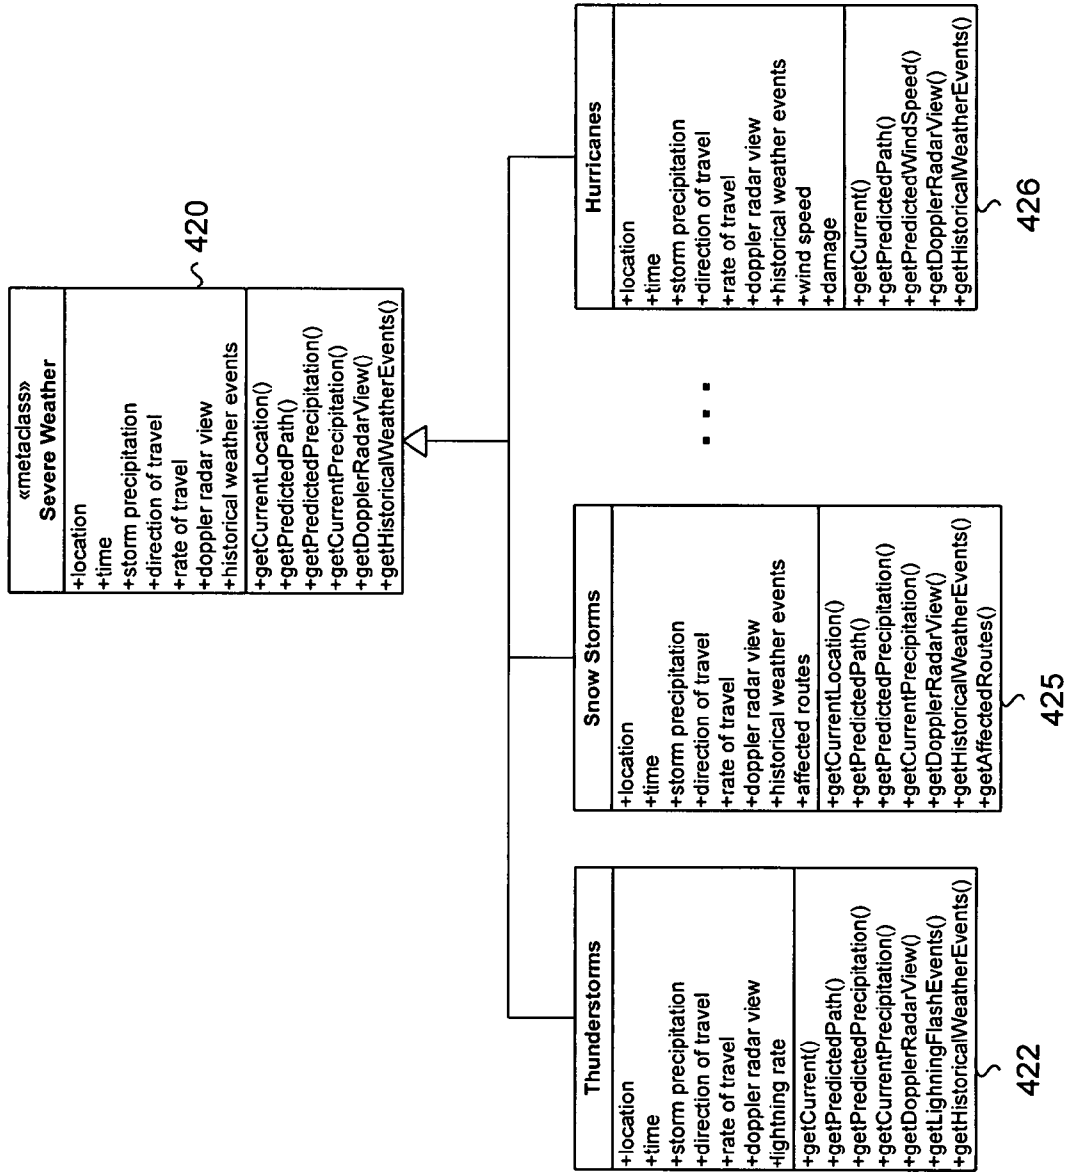 «metaclass»
Severe Weather
+location
+time
+storm precipitation
+direction of travel
+rate of travel
+doppler radar view
+historical weather events
+getCurrentLocation()
+getPredictedPath()
+getPredictedPrecipitation()
+getCurrentPrecipitation()
+getDopplerRadarView()
+getHistoricalWeatherEvents()
420
Thunderstorms
+location
+time
+storm precipitation
+direction of travel
+rate of travel
+doppler radar view
+lightning rate
+getCurrent()
+getPredictedPath()
+getPredictedPrecipitation()
+getCurrentPrecipitation()
+getDopplerRadarView()
+getLighningFlashEvents()
+getHistoricalWeatherEvents()
422
Snow Storms
+location
+time
+storm precipitation
+direction of travel
+rate of travel
+doppler radar view
+historical weather events
+affected routes
+getCurrentLocation()
+getPredictedPath()
+getPredictedPrecipitation()
+getCurrentPrecipitation()
+getDopplerRadarView()
+getHistoricalWeatherEvents()
+getAffectedRoutes()
425
. . .
Hurricanes
+location
+time
+storm precipitation
+direction of travel
+rate of travel
+doppler radar view
+historical weather events
+wind speed
+damage
+getCurrent()
+getPredictedPath()
+getPredictedWindSpeed()
+getDopplerRadarView()
+getHistoricalWeatherEvents()
426